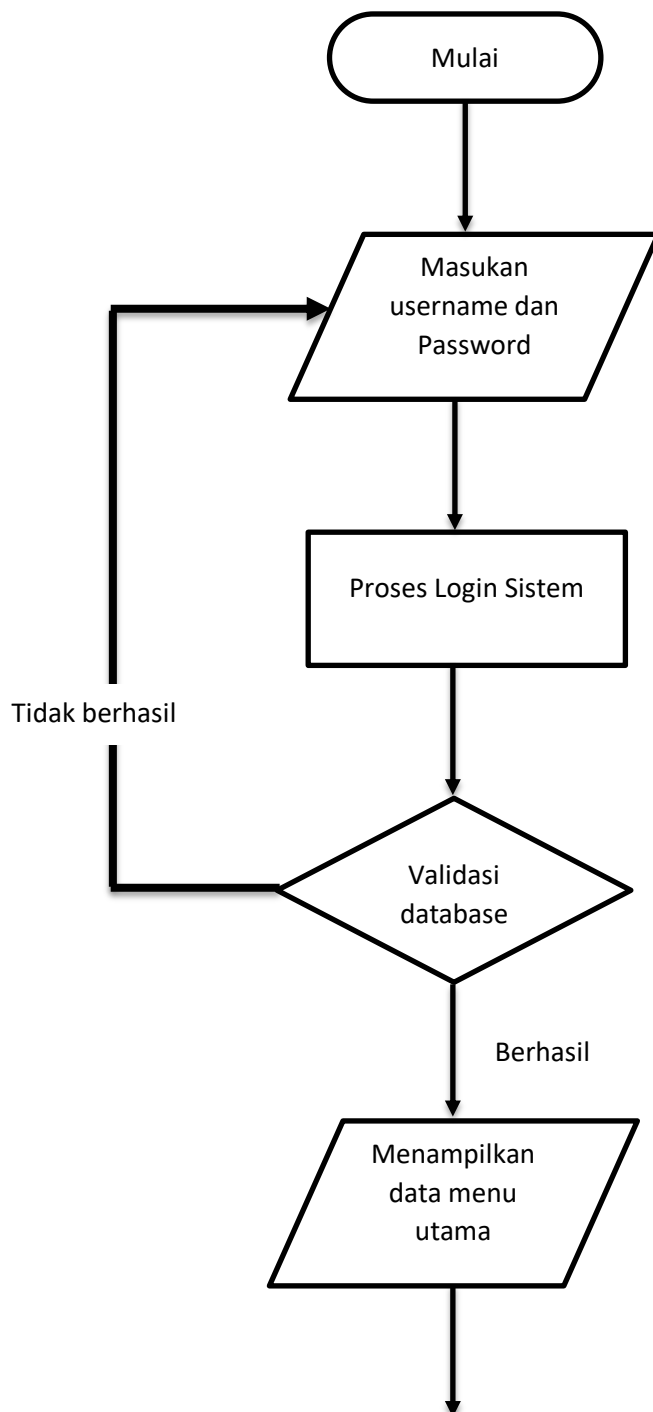 Mulai
Masukan
username dan
Password
Proses Login Sistem
Tidak berhasil
Validasi
database
Berhasil
Menampilkan
data menu
utama